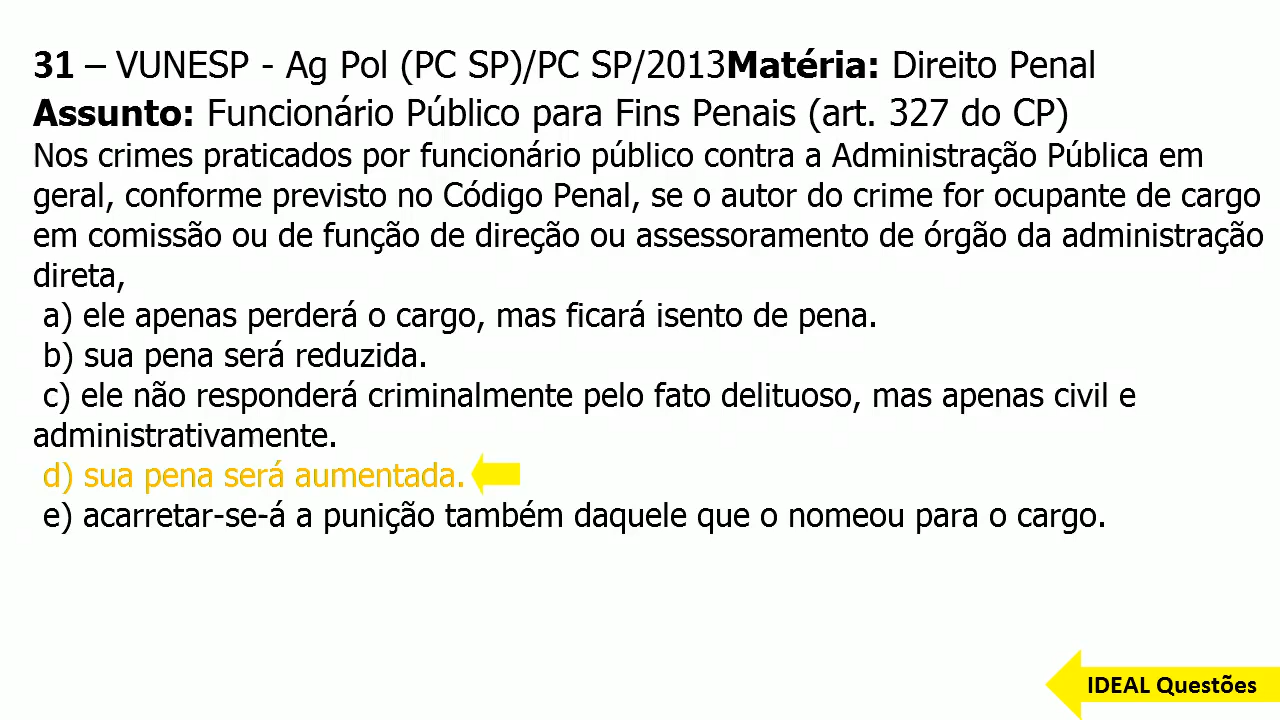 31 – VUNESP - Ag Pol (PC SP)/PC SP/2013Matéria: Direito Penal
Assunto: Funcionário Público para Fins Penais (art. 327 do CP)
Nos crimes praticados por funcionário público contra a Administração Pública em
geral, conforme previsto no Código Penal, se o autor do crime for ocupante de cargo
em comissão ou de função de direção ou assessoramento de órgão da administração
direta,
a) ele apenas perderá o cargo, mas ficará isento de pena.
b) sua pena será reduzida.
c) ele não responderá criminalmente pelo fato delituoso, mas apenas civil e
administrativamente.
d) sua pena será aumentada.
e) acarretar-se-á a punição também daquele que o nomeou para o cargo.
IDEAL Questões